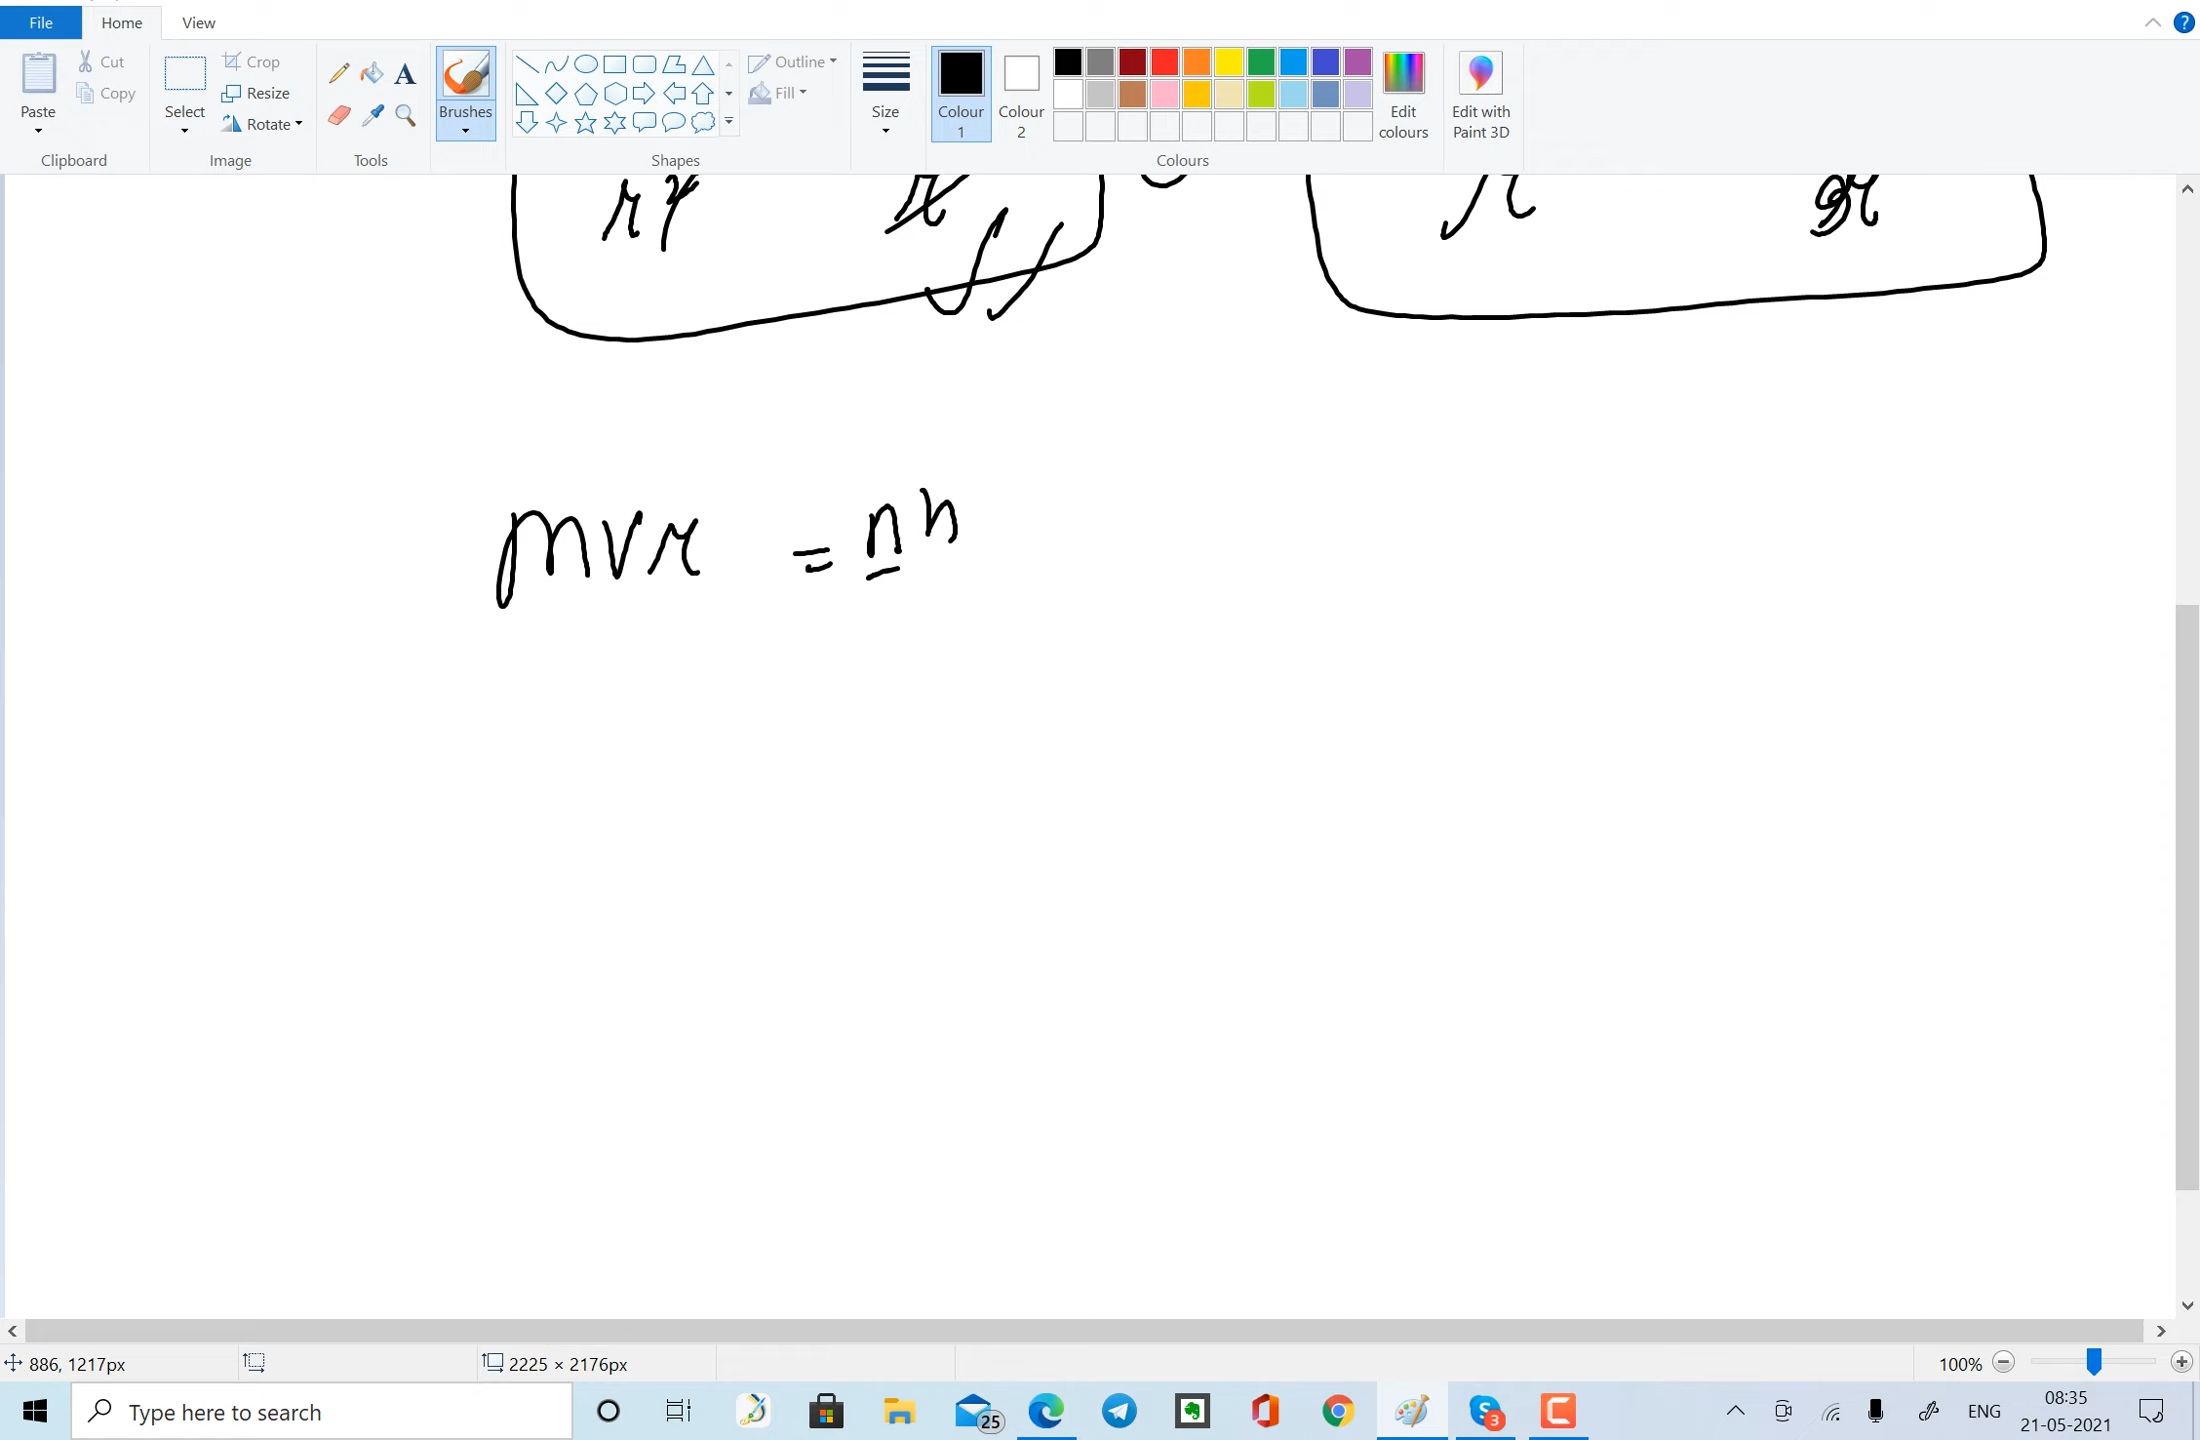 File Home View
Paste Cut Copy Select Crop Resize Rotate Brushes Outline Fill Size Colour 1 Colour 2 Edit colours Edit with Paint 3D
Clipboard Image Tools Shapes Colours
mvr = nh
886, 1217px 2225 × 2176px 100%
Type here to search 25 3 ENG 08:35
21-05-2021